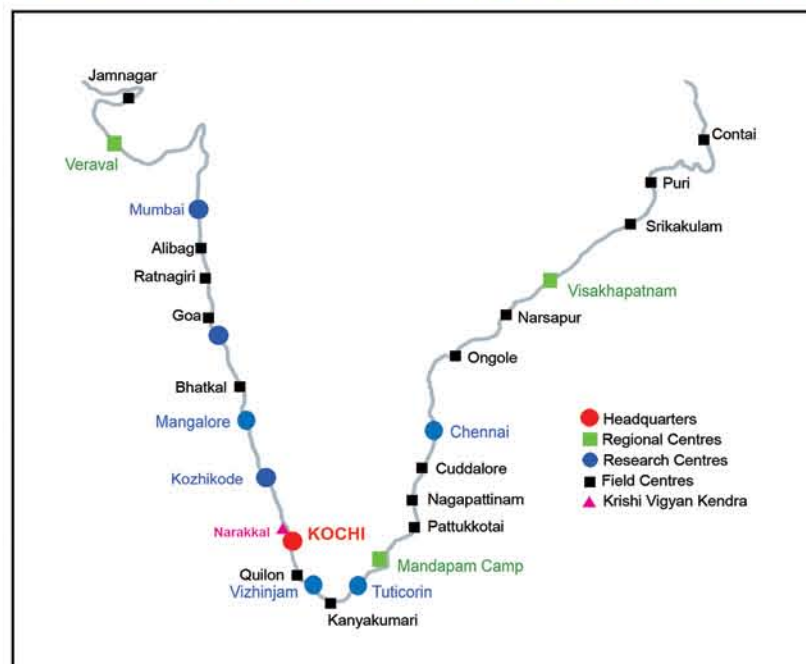 Jamnagar
Veraval
Mumbai
Alibag
Ratnagiri
Goa
Bhatkal
Mangalore
Kozhikode
Narakkal
KOCHI
Quilon
Vizhinjam
Kanyakumari
Tuticorin
Mandapam Camp
Pattukkotai
Nagapattinam
Cuddalore
Chennai
Ongole
Narsapur
Visakhapatnam
Srikakulam
Puri
Contai
Headquarters
Regional Centres
Research Centres
Field Centres
Krishi Vigyan Kendra